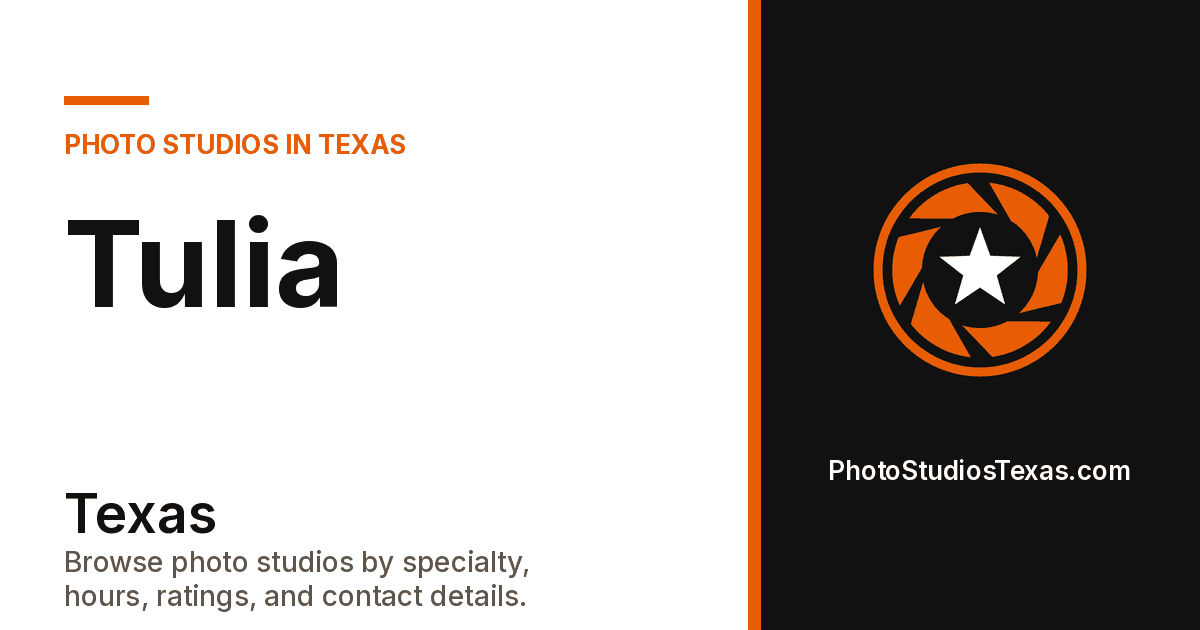 PHOTO STUDIOS IN TEXAS
Tulia
Texas
Browse photo studios by specialty,
hours, ratings, and contact details.
PhotoStudiosTexas.com